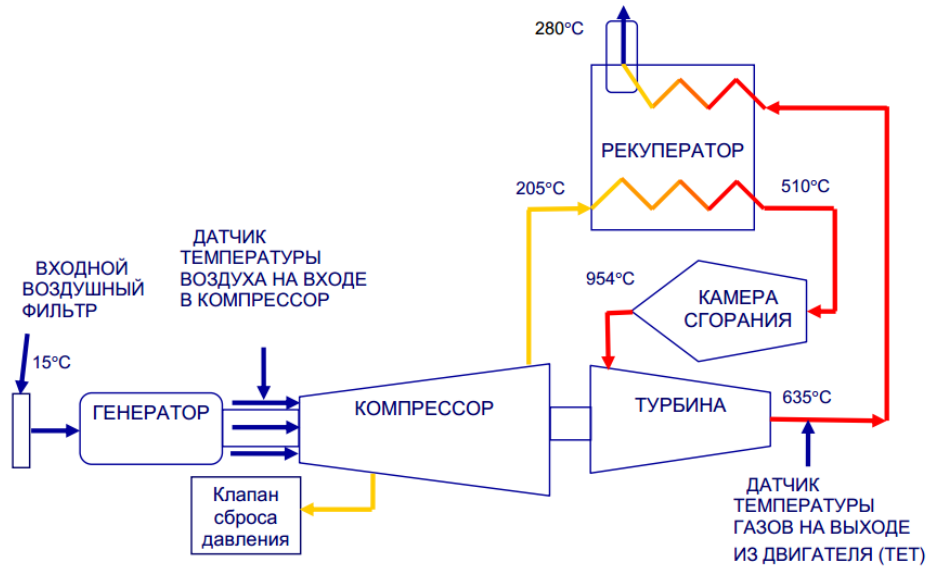 280°C
РЕКУПЕРАТОР
205°C
510°C
ДАТЧИК
ТЕМПЕРАТУРЫ
ВОЗДУХА НА ВХОДЕ
В КОМПРЕССОР
ВХОДНОЙ
ВОЗДУШНЫЙ
ФИЛЬТР
954°C
КАМЕРА
СГОРАНИЯ
15°C
ГЕНЕРАТОР
КОМПРЕССОР
ТУРБИНА
635°C
Клапан
сброса
давления
ДАТЧИК
ТЕМПЕРАТУРЫ
ГАЗОВ НА ВЫХОДЕ
ИЗ ДВИГАТЕЛЯ (ТЕТ)